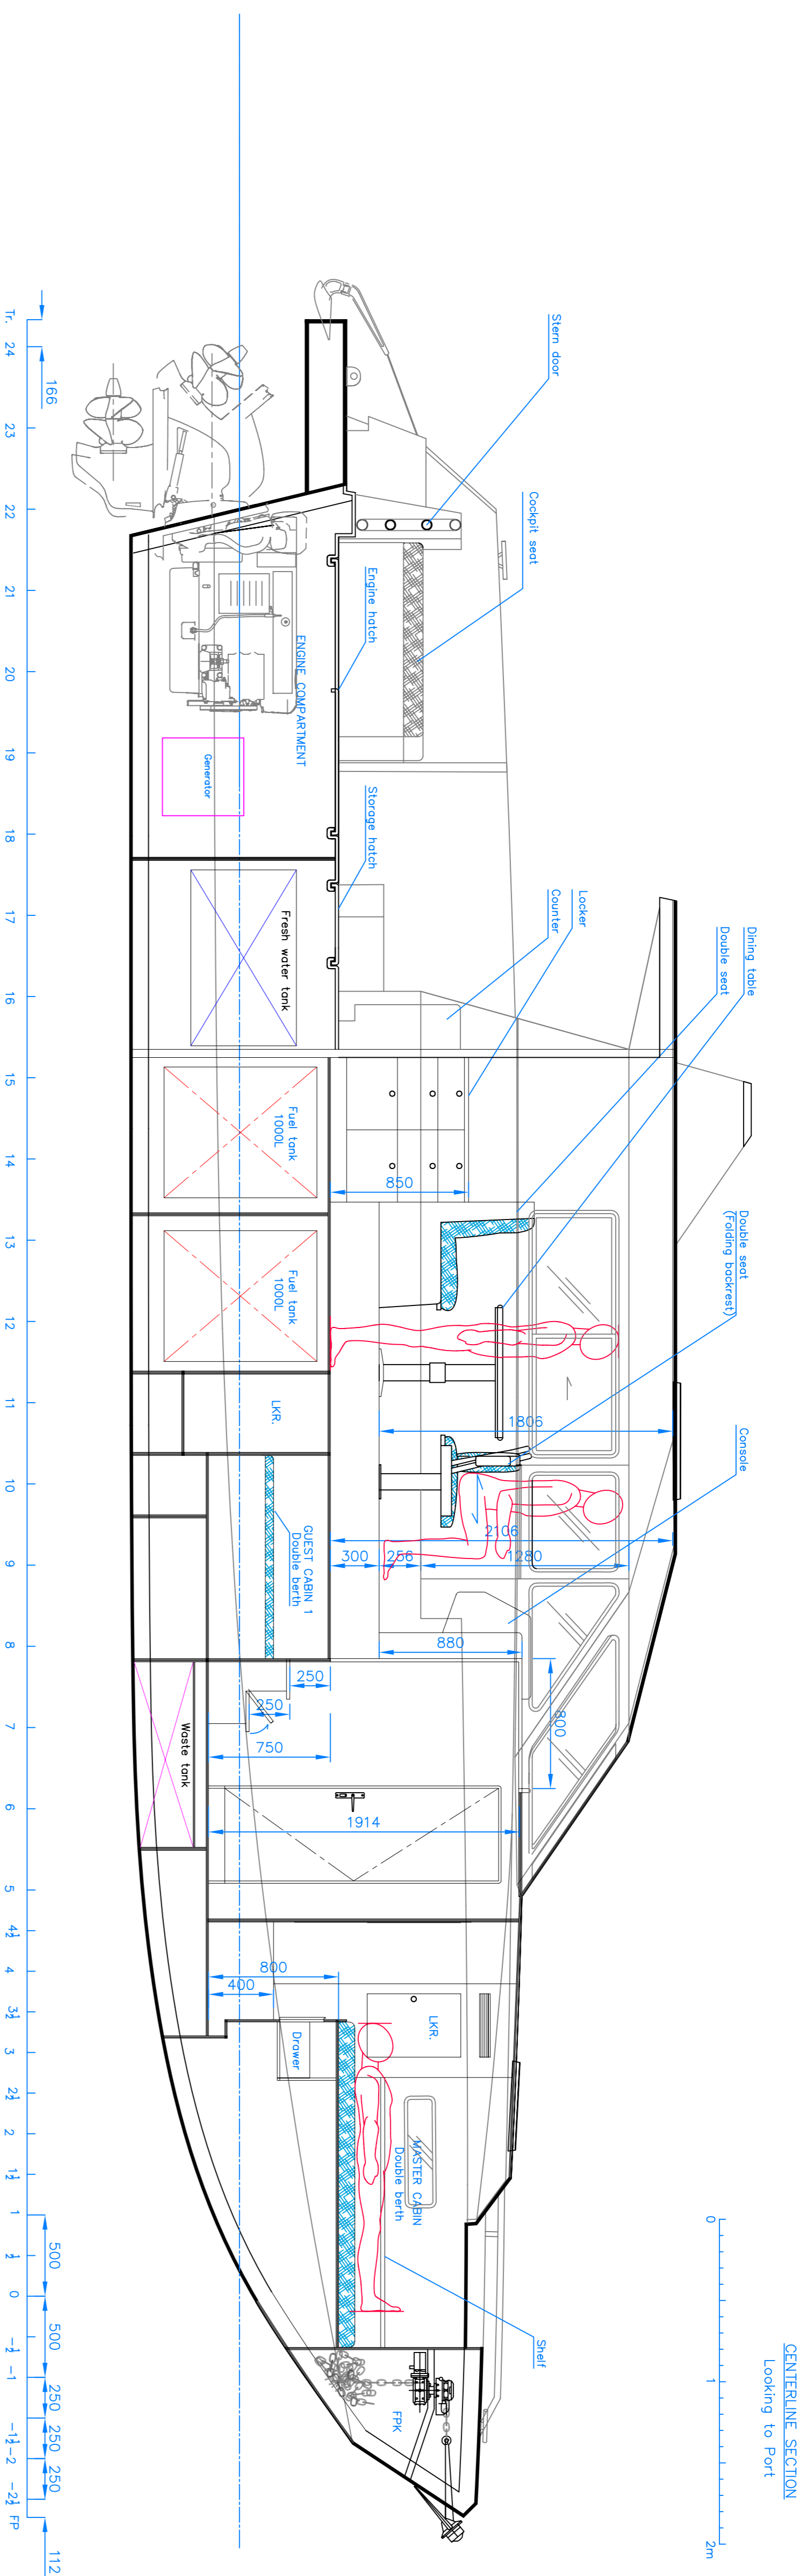 CENTERLINE SECTION
Looking to Port
0
1
2m
Dining table
Double seat
Double seat
(Folding backrest)
Console
Locker
Counter
Stern door
Cockpit seat
Shelf
Engine hatch
Storage hatch
ENGINE COMPARTMENT
Generator
Fresh water tank
Fuel tank
1000L
Fuel tank
1000L
LKR.
GUEST CABIN 1
Double berth
Waste tank
Drawer
LKR.
MASTER CABIN
Double berth
FPK
850
1806
2106
300
256
1280
880
800
250
250
750
1914
800
400
166
500
500
250
250
250
112
Tr.
24
23
22
21
20
19
18
17
16
15
14
13
12
11
10
9
8
7
6
5
4½
4
3½
3
2½
2
1½
1
½
0
-½
-1
-1½
-2
-2½
FP